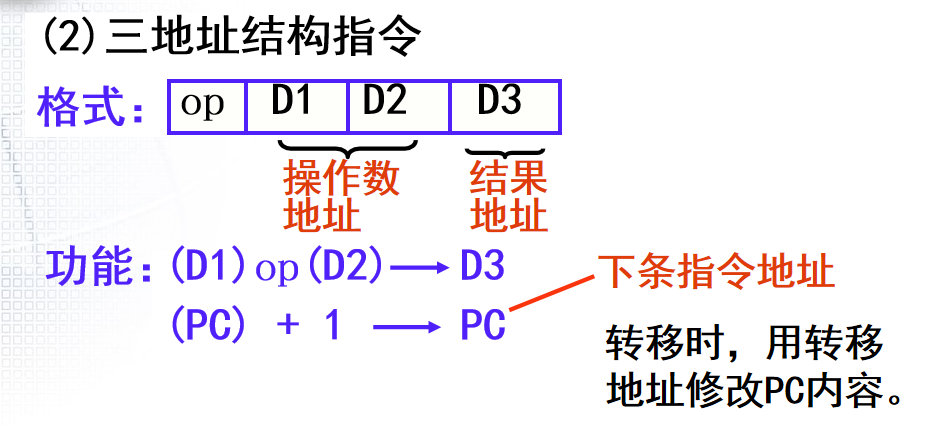 (2)三地址结构指令
格式: op D1 D2 D3
操作数地址 结果地址
功能:(D1)op(D2)→D3
下条指令地址
(PC) + 1 → PC
转移时，用转移
地址修改PC内容。